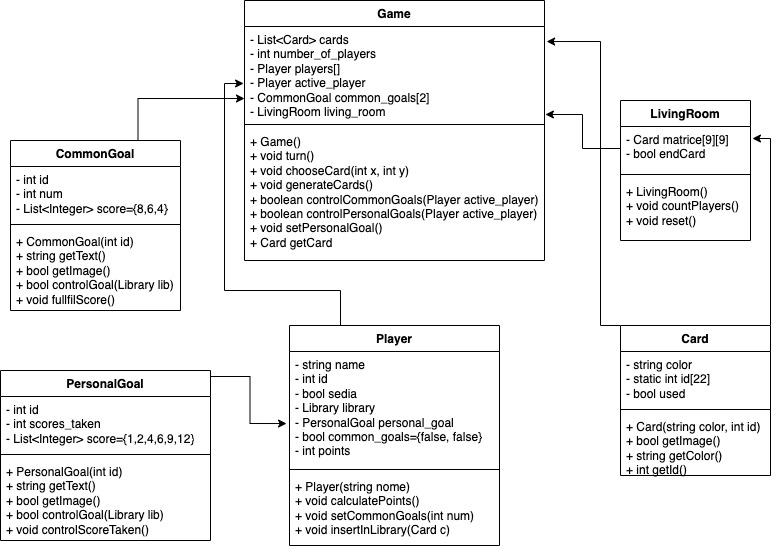 Game
- List<Card> cards
- int number_of_players
- Player players[]
- Player active_player
- CommonGoal common_goals[2]
- LivingRoom living_room
+ Game()
+ void turn()
+ void chooseCard(int x, int y)
+ void generateCards()
+ boolean controlCommonGoals(Player active_player)
+ boolean controlPersonalGoals(Player active_player)
+ void setPersonalGoal()
+ Card getCard
LivingRoom
- Card matrice[9][9]
- bool endCard
+ LivingRoom()
+ void countPlayers()
+ void reset()
CommonGoal
- int id
- int num
- List<Integer> score={8,6,4}
+ CommonGoal(int id)
+ string getText()
+ bool getImage()
+ bool controlGoal(Library lib)
+ void fullfilScore()
Player
- string name
- int id
- bool sedia
- Library library
- PersonalGoal personal_goal
- bool common_goals={false, false}
- int points
+ Player(string nome)
+ void calculatePoints()
+ void setCommonGoals(int num)
+ void insertInLibrary(Card c)
Card
- string color
- static int id[22]
- bool used
+ Card(string color, int id)
+ bool getImage()
+ string getColor()
+ int getId()
PersonalGoal
- int id
- int scores_taken
- List<Integer> score={1,2,4,6,9,12}
+ PersonalGoal(int id)
+ string getText()
+ bool getImage()
+ bool controlGoal(Library lib)
+ void controlScoreTaken()